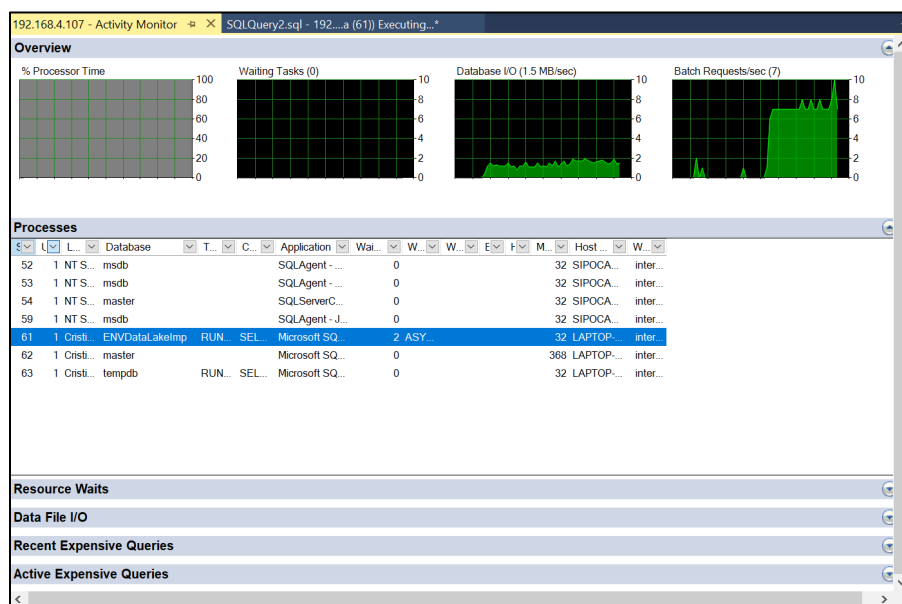 192.168.4.107 - Activity Monitor SQLQuery2.sql - 192....a (61)) Executing...*
Overview
% Processor Time Waiting Tasks (0) Database I/O (1.5 MB/sec) Batch Requests/sec (7)
100 10 10 10
80 8 8 8
60 6 6 6
40 4 4 4
20 2 2 2
0 0 0 0
Processes
L... Database T... C... Application Wai... W... W... M... Host ... W...
52 1 NT S... msdb SQLAgent - ... 0 32 SIPOCA... inter...
53 1 NT S... msdb SQLAgent - ... 0 32 SIPOCA... inter...
54 1 NT S... master SQLServerC... 0 32 SIPOCA... inter...
59 1 NT S... msdb SQLAgent - J... 0 32 SIPOCA... inter...
61 1 Cristi... ENVDataLakeImp RUN... SEL... Microsoft SQ... 2 ASY... 32 LAPTOP-... inter...
62 1 Cristi... master Microsoft SQ... 0 368 LAPTOP-... inter...
63 1 Cristi... tempdb RUN... SEL... Microsoft SQ... 0 32 LAPTOP-... inter...
Resource Waits
Data File I/O
Recent Expensive Queries
Active Expensive Queries